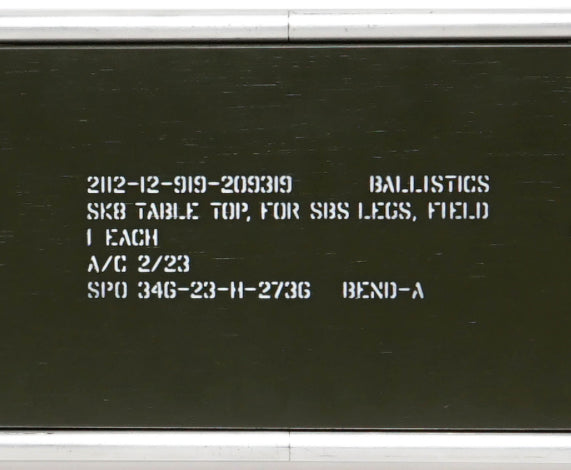 2112-12-919-209319 BALLISTICS
SK8 TABLE TOP, FOR SBS LEGS, FIELD
1 EACH
A/C 2/23
SPO 346-23-H-2736 BEND-A